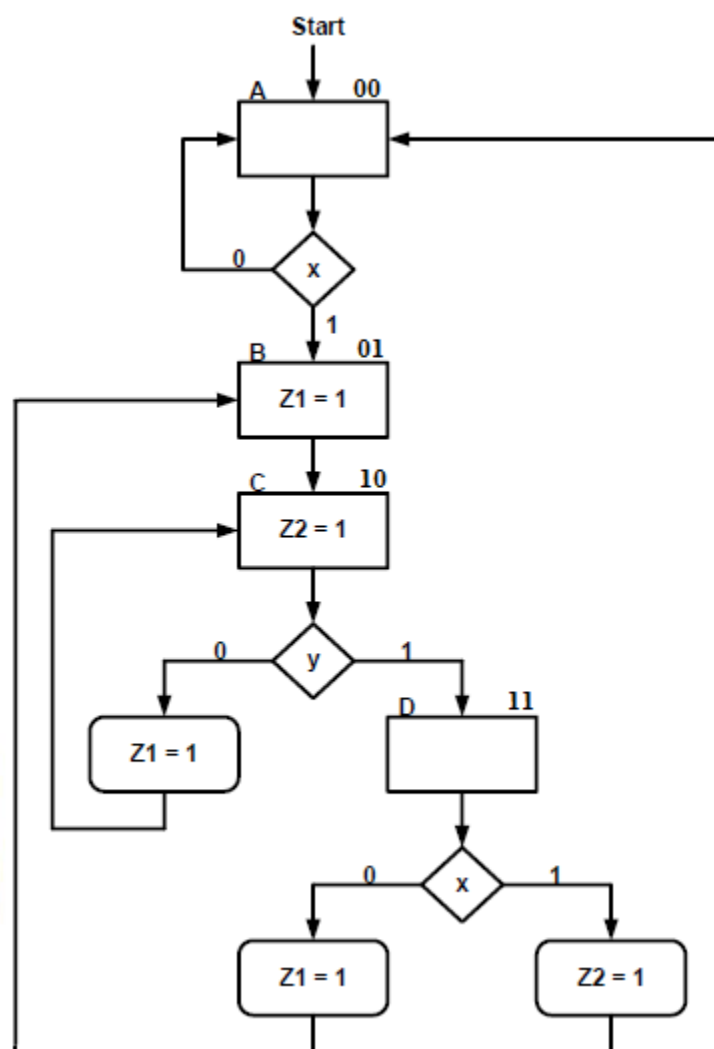 Start
A 00
0 x
1
B 01
Z1 = 1
C 10
Z2 = 1
0 y 1
D 11
Z1 = 1
0 x 1
Z1 = 1 Z2 = 1